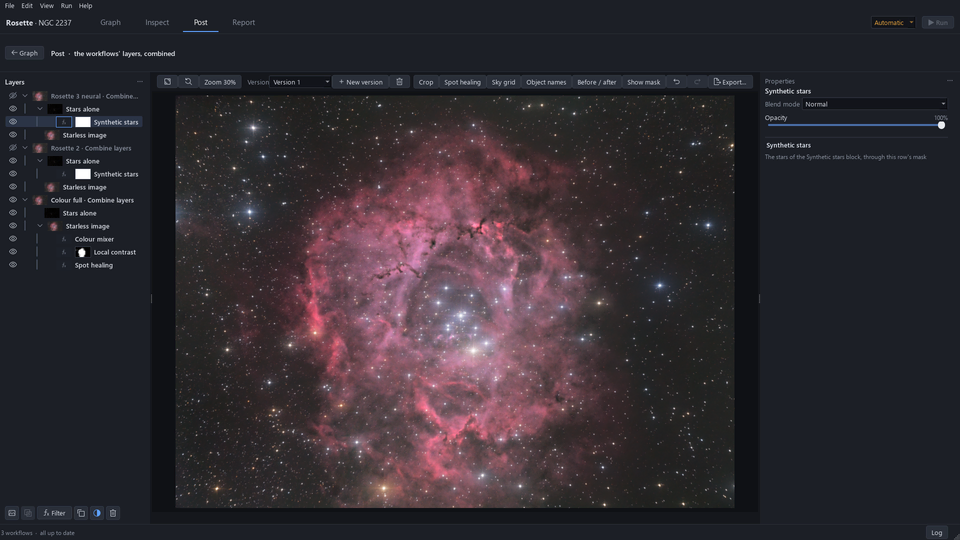 File Edit View Run Help
Rosette · NGC 2237
Graph Inspect Post Report
Automatic Run
Graph Post · the workflows' layers, combined
Layers
Rosette 3 neural · Combine...
Stars alone
Synthetic stars
Starless image
Rosette 2 · Combine layers
Stars alone
Synthetic stars
Starless image
Colour full · Combine layers
Stars alone
Starless image
Colour mixer
Local contrast
Spot healing
Filter
Zoom 30% Version Version 1 + New version Crop Spot healing Sky grid Object names Before / after Show mask Export...
Properties
Synthetic stars
Blend mode Normal
Opacity 100%
Synthetic stars
The stars of the Synthetic stars block, through this row's mask
3 workflows · all up to date
Log